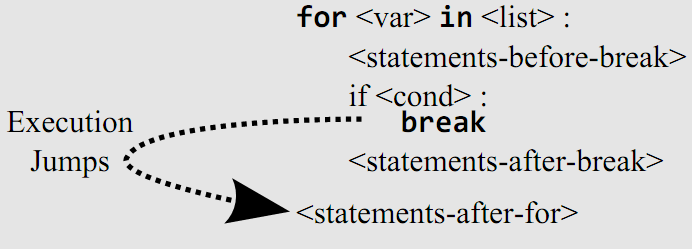 for <var> in <list> :
<statements-before-break>
if <cond> :
break
Execution
Jumps
<statements-after-break>
<statements-after-for>